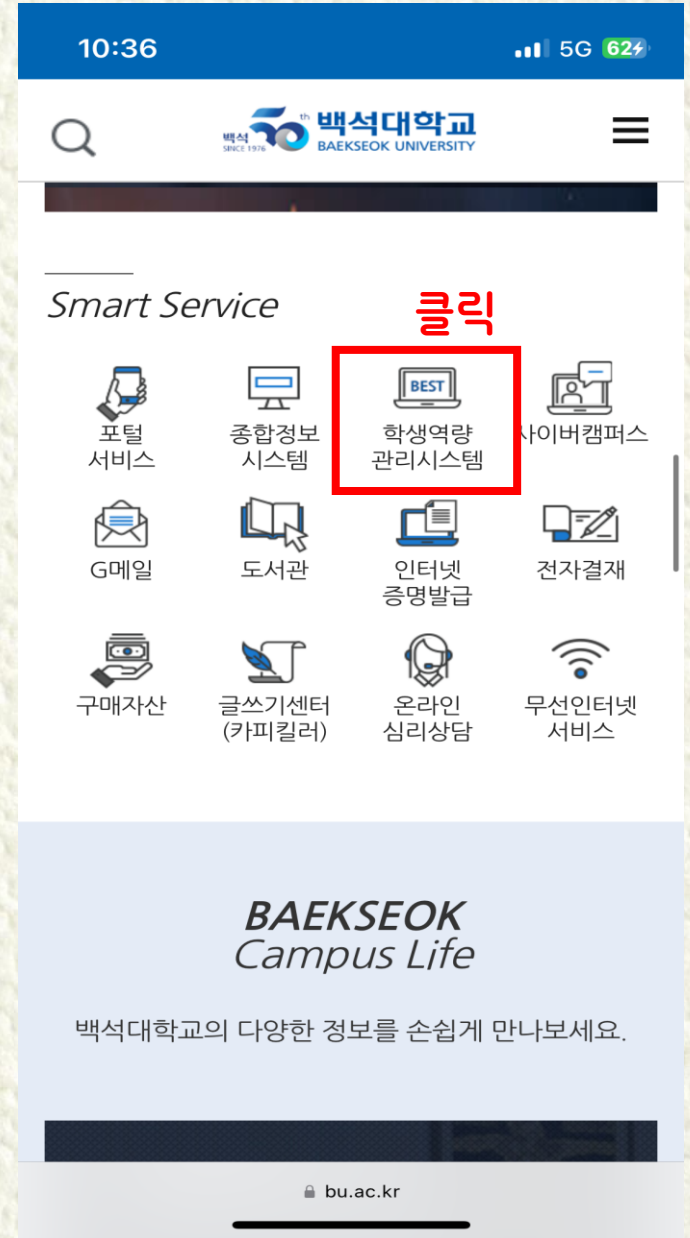 10:36
5G 62
백석 50th 백석대학교
SINCE 1976 BAEKSEOK UNIVERSITY
Smart Service
클릭
BEST
포털
서비스
종합정보
시스템
학생역량
관리시스템
사이버캠퍼스
G메일
도서관
인터넷
증명발급
전자결재
구매자산
글쓰기센터
(카피킬러)
온라인
심리상담
무선인터넷
서비스
BAEKSEOK
Campus Life
백석대학교의 다양한 정보를 손쉽게 만나보세요.
bu.ac.kr